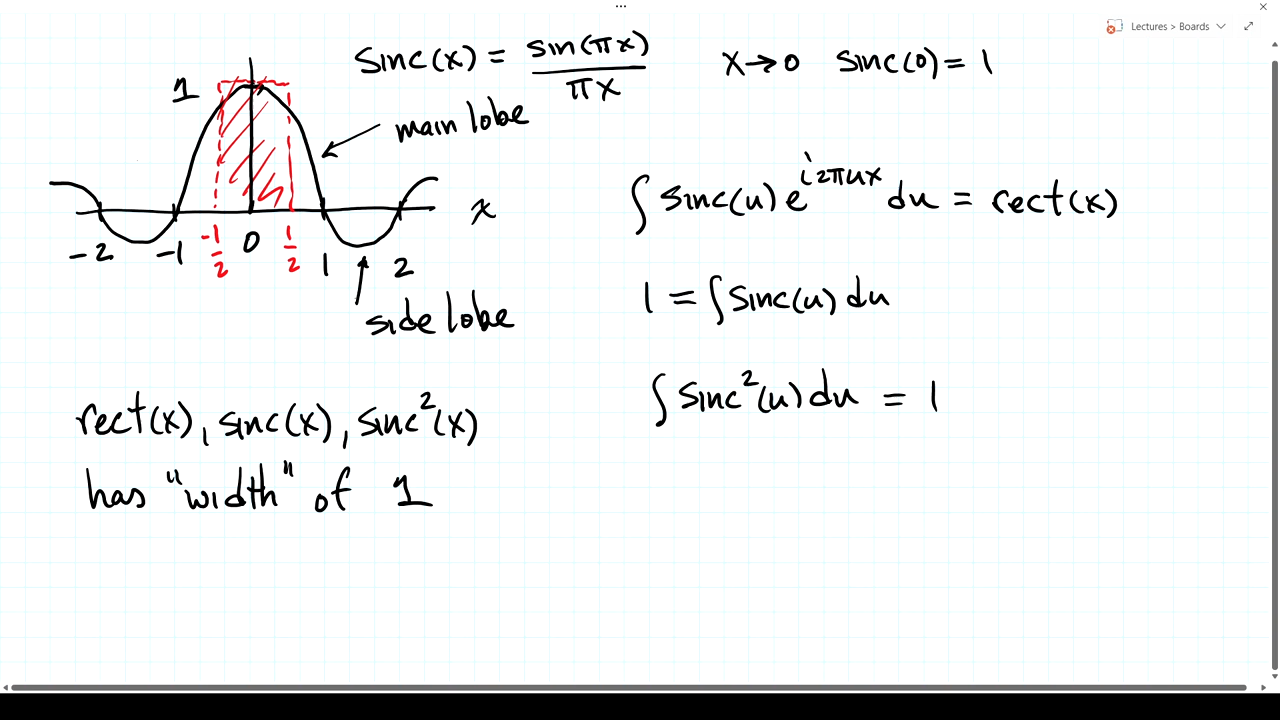 ...
Lectures > Boards
sinc(x) = sin(πx) / πx
x→0 sinc(0) = 1
1
main lobe
∫ sinc(u) e^{i2πux} du = rect(x)
x
-2 -1 -1/2 0 1/2 1 2
side lobe
1 = ∫ sinc(u) du
∫ sinc²(u) du = 1
rect(x), sinc(x), sinc²(x)
has "width" of 1